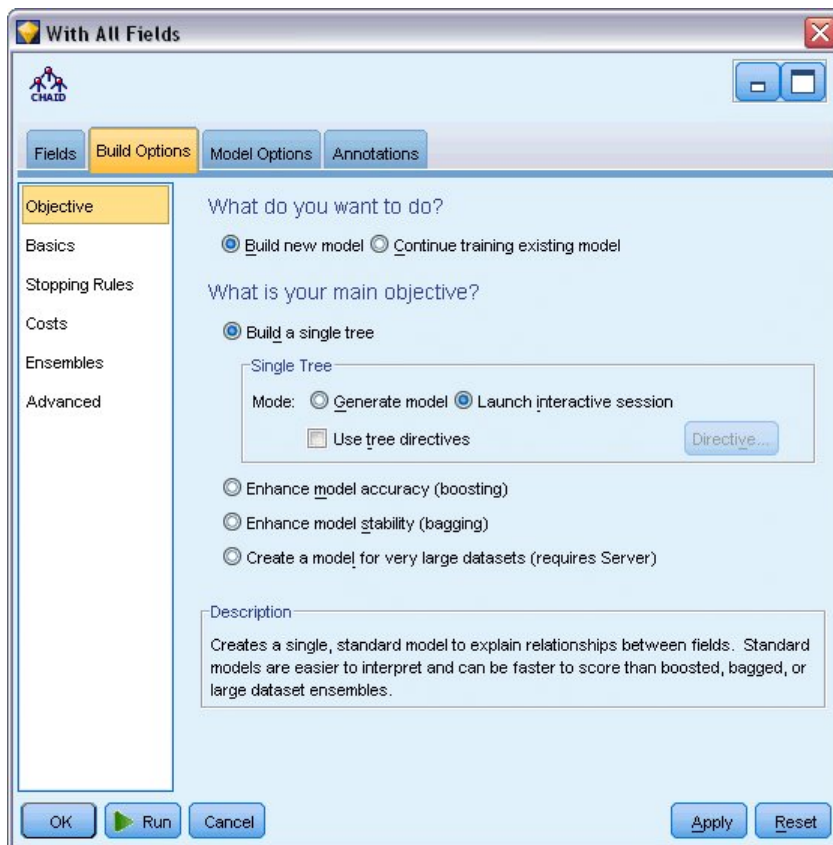 With All Fields
CHAID
Fields Build Options Model Options Annotations
Objective
Basics
Stopping Rules
Costs
Ensembles
Advanced
What do you want to do?
Build new model Continue training existing model
What is your main objective?
Build a single tree
Single Tree
Mode: Generate model Launch interactive session
Use tree directives Directive...
Enhance model accuracy (boosting)
Enhance model stability (bagging)
Create a model for very large datasets (requires Server)
Description
Creates a single, standard model to explain relationships between fields. Standard
models are easier to interpret and can be faster to score than boosted, bagged, or
large dataset ensembles.
OK Run Cancel Apply Reset